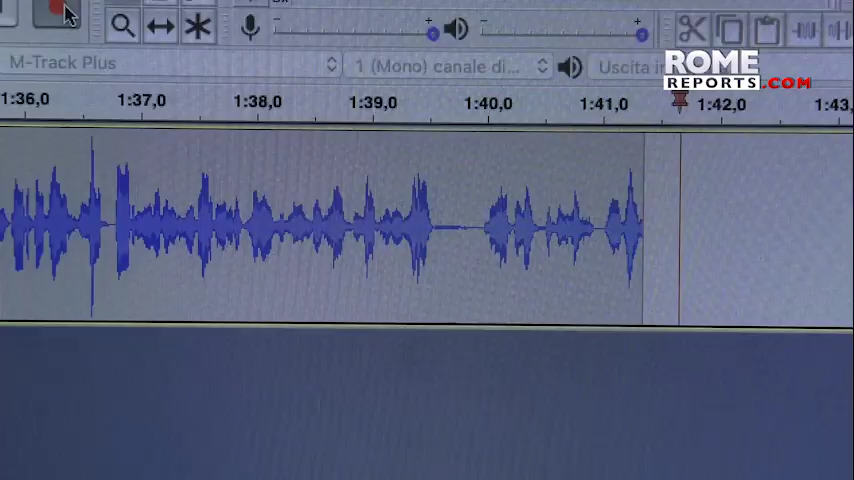 ROME
REPORTS.COM
M-Track Plus
1 (Mono) canale di...
Uscita
1:36,0 1:37,0 1:38,0 1:39,0 1:40,0 1:41,0 1:42,0 1:43,